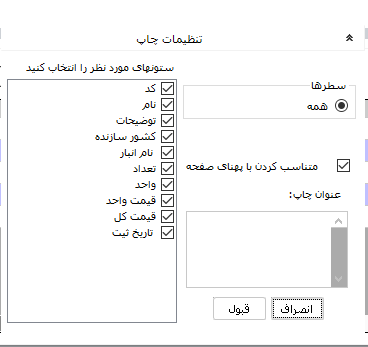 تنظیمات چاپ
سطرها
همه
متناسب کردن با پهنای صفحه
عنوان چاپ:
انصراف
قبول
ستونهای مورد نظر را انتخاب کنید
کد
نام
توضیحات
کشور سازنده
نام انبار
تعداد
واحد
قیمت واحد
قیمت کل
تاریخ ثبت